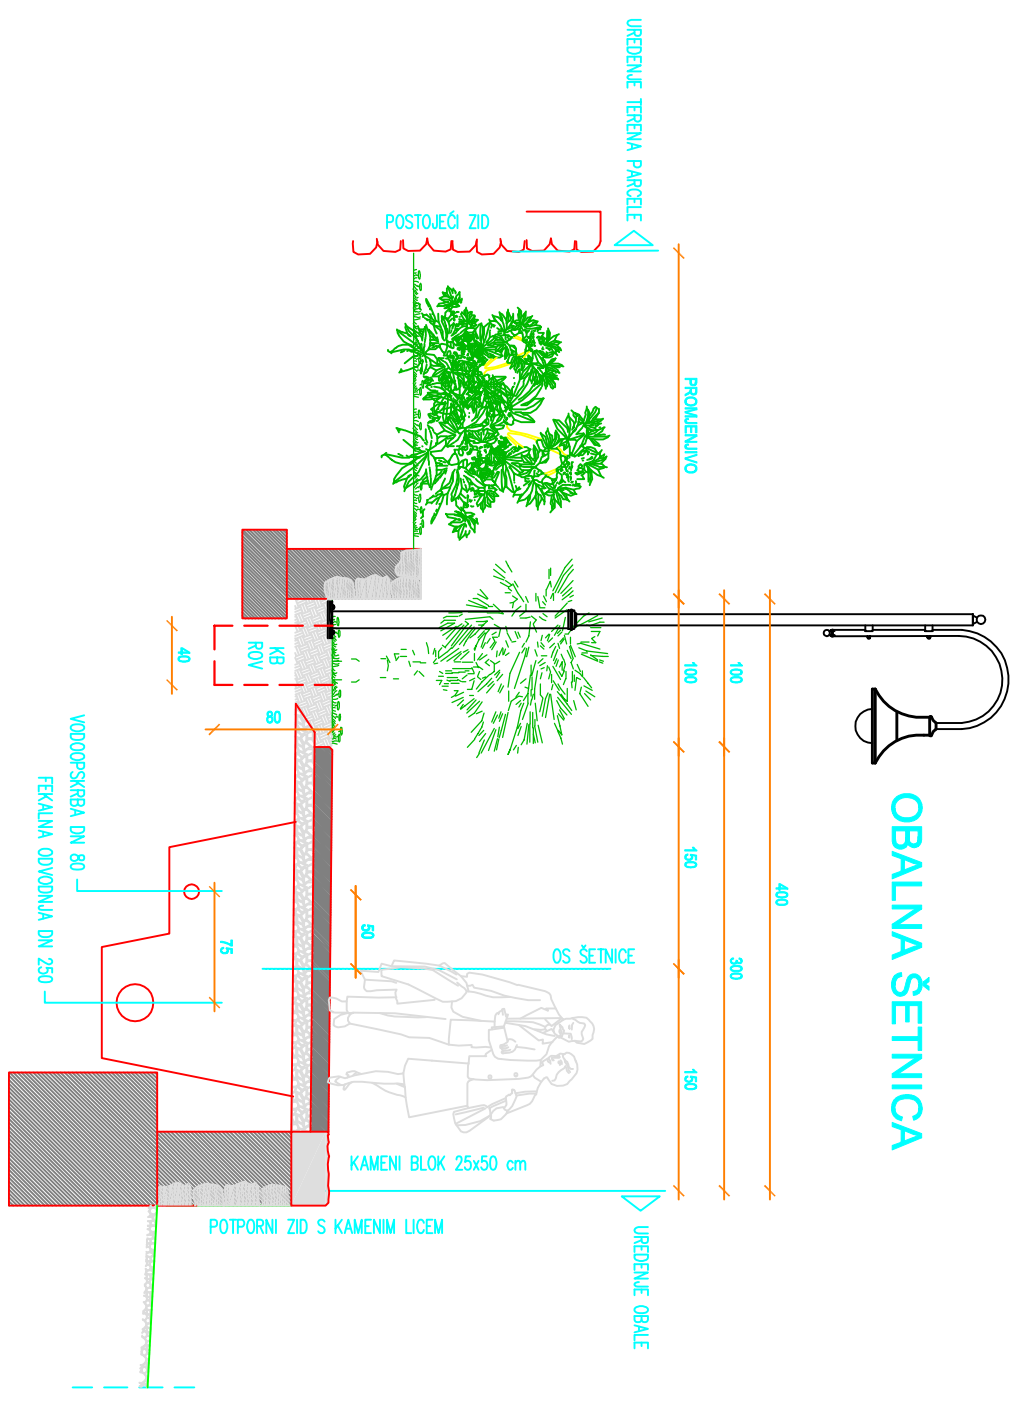 OBALNA ŠETNICA
400
100
300
UREĐENJE TERENA PARCELE
UREĐENJE OBALE
PROMJENJIVO
100
150
150
POSTOJEĆI ZID
OS ŠETNICE
50
KAMENI BLOK 25x50 cm
POTPORNI ZID S KAMENIM LICEM
80
KB
ROV
40
75
VODOOPSKRBA DN 80
FEKALNA ODVODNJA DN 250